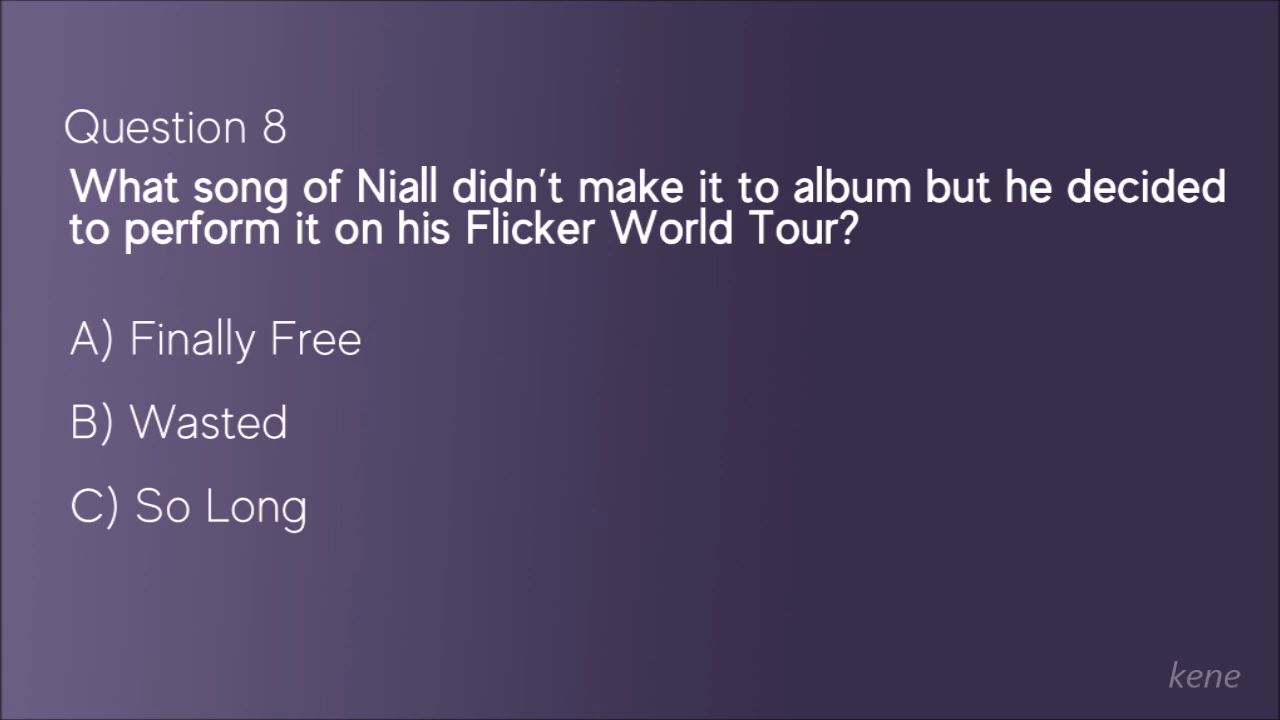 Question 8
What song of Niall didn't make it to album but he decided
to perform it on his Flicker World Tour?
A) Finally Free
B) Wasted
C) So Long
kene